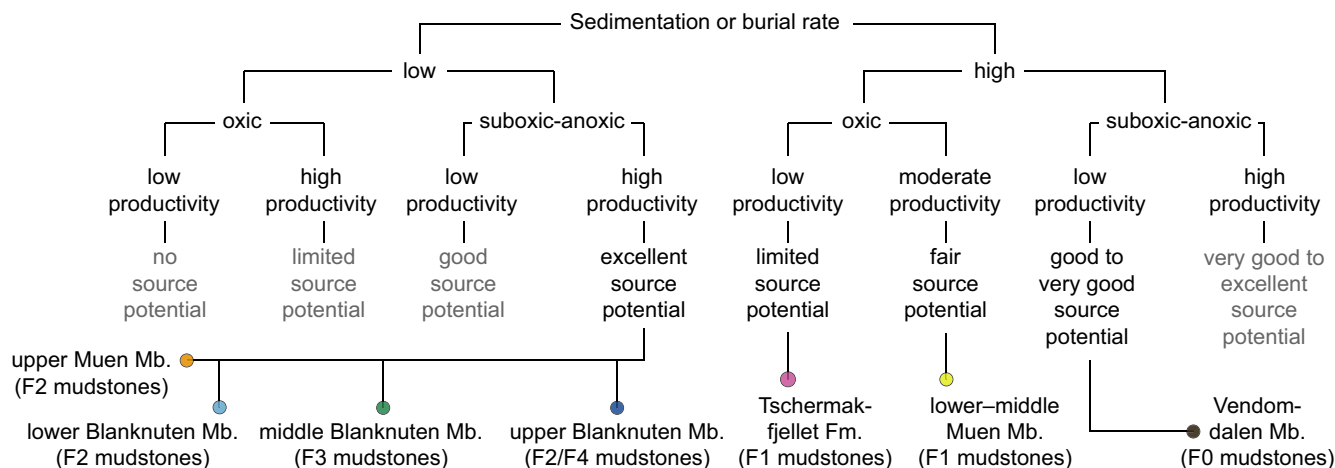 Sedimentation or burial rate
low
high
oxic
suboxic-anoxic
oxic
suboxic-anoxic
low
productivity
high
productivity
low
productivity
high
productivity
low
productivity
moderate
productivity
low
productivity
high
productivity
no
source
potential
limited
source
potential
good
source
potential
excellent
source
potential
limited
source
potential
fair
source
potential
good to
very good
source
potential
very good to
excellent
source
potential
upper Muen Mb.
(F2 mudstones)
lower Blanknuten Mb.
(F2 mudstones)
middle Blanknuten Mb.
(F3 mudstones)
upper Blanknuten Mb.
(F2/F4 mudstones)
Tschermak-
fjellet Fm.
(F1 mudstones)
lower–middle
Muen Mb.
(F1 mudstones)
Vendom-
dalen Mb.
(F0 mudstones)